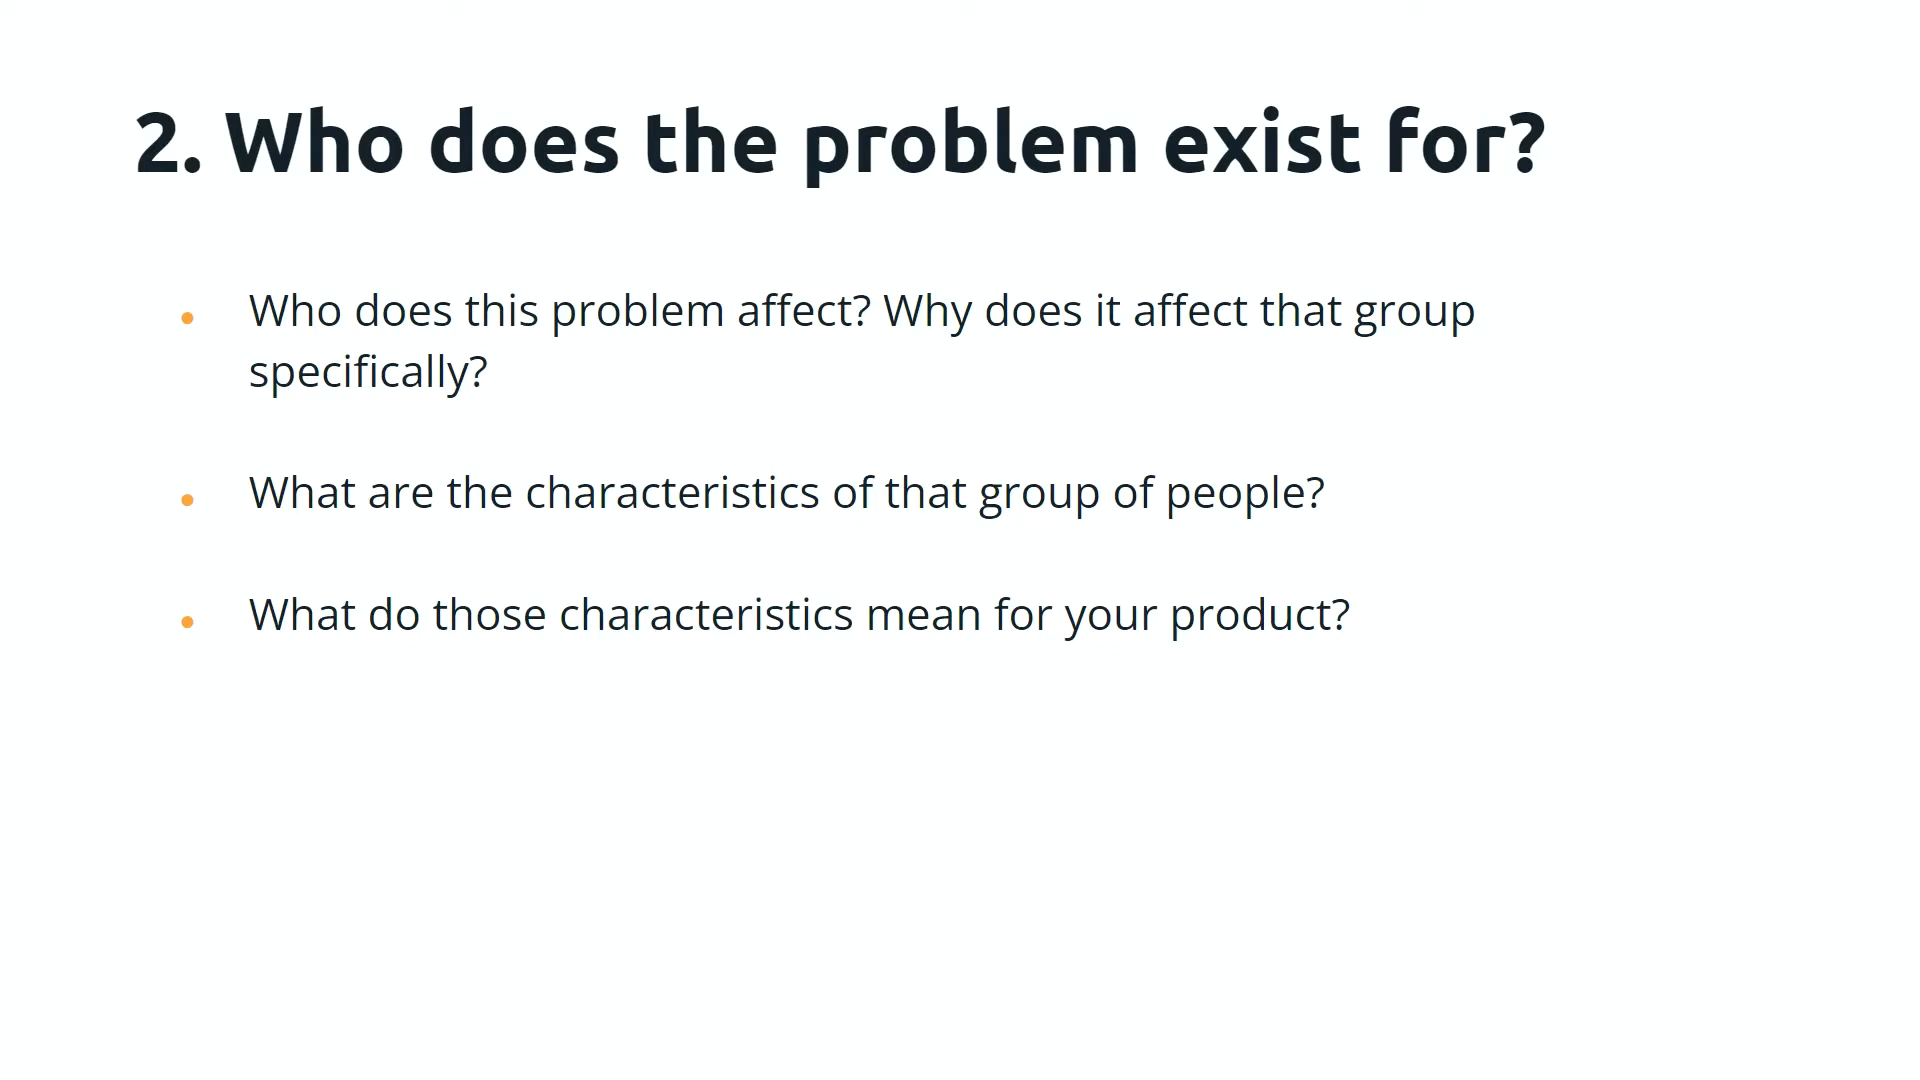 2. Who does the problem exist for?
• Who does this problem affect? Why does it affect that group
specifically?
• What are the characteristics of that group of people?
• What do those characteristics mean for your product?